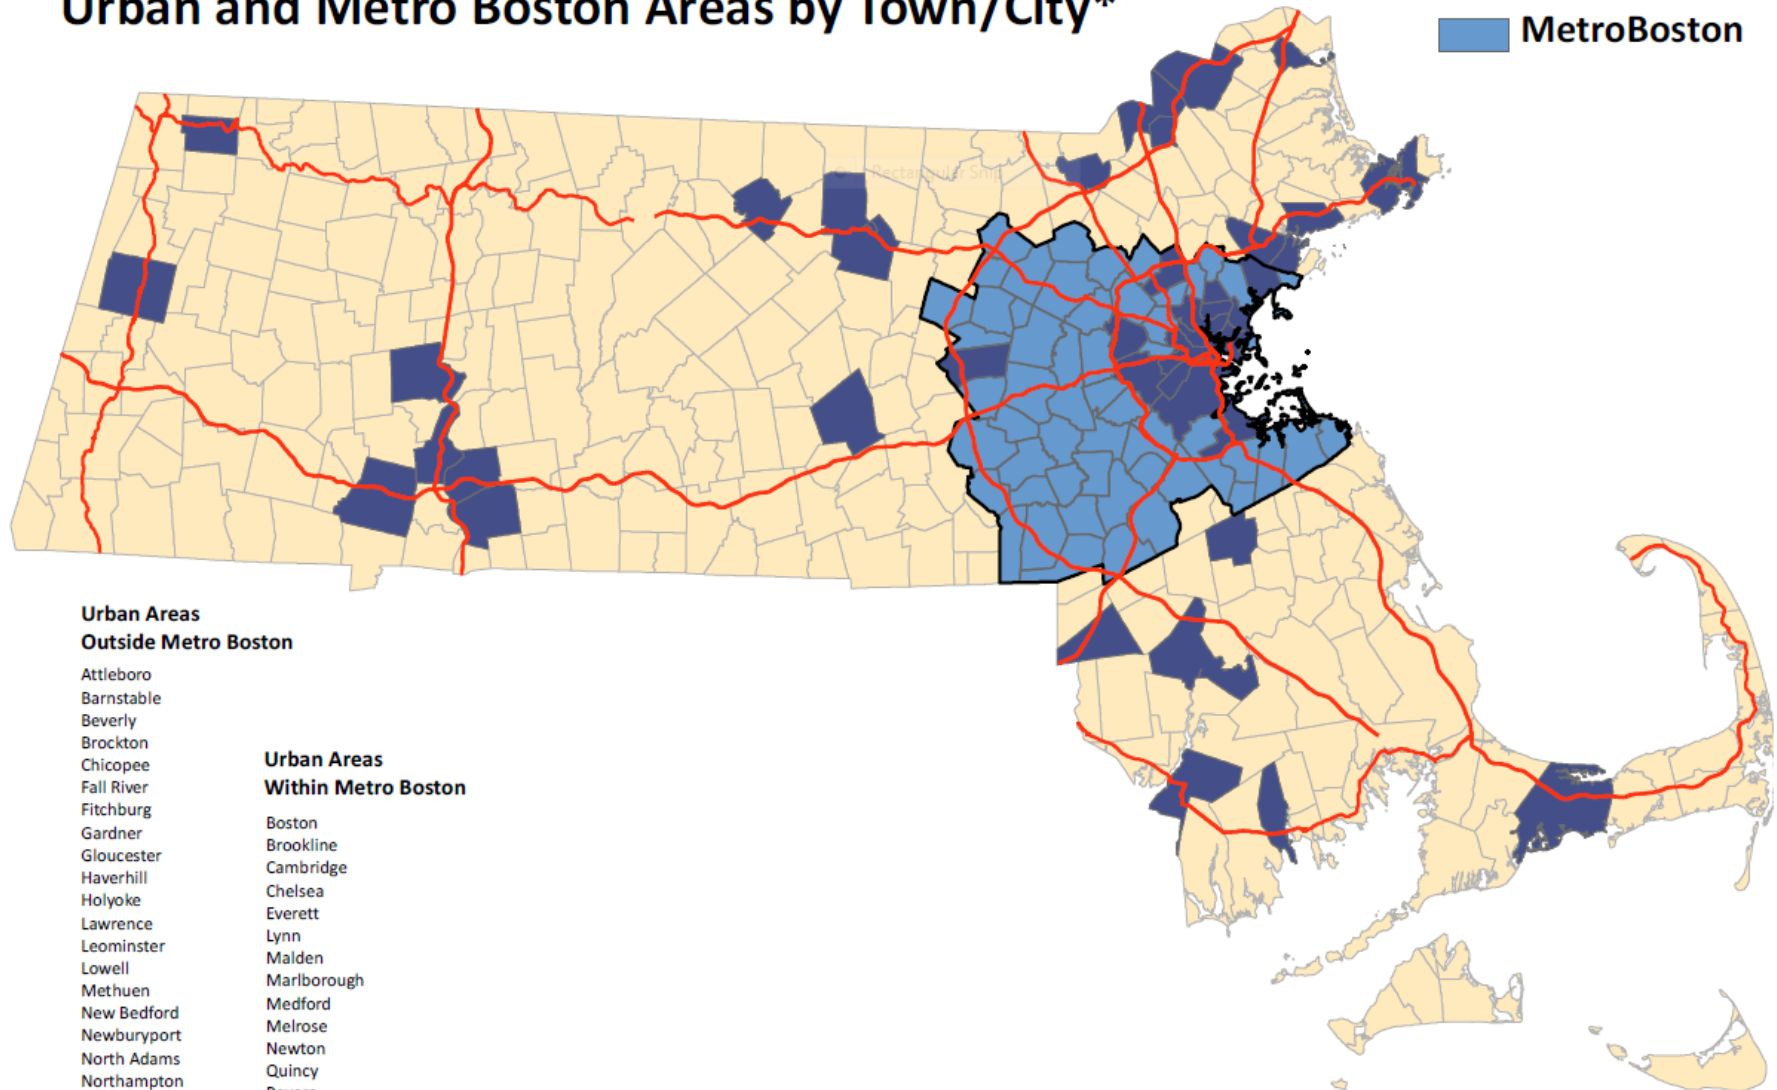 Urban and Metro Boston Areas by Town/City*
MetroBoston
Rectangular Snip
Urban Areas
Outside Metro Boston
Attleboro
Barnstable
Beverly
Brockton
Chicopee
Fall River
Fitchburg
Gardner
Gloucester
Haverhill
Holyoke
Lawrence
Leominster
Lowell
Methuen
New Bedford
Newburyport
North Adams
Northampton
Urban Areas
Within Metro Boston
Boston
Brookline
Cambridge
Chelsea
Everett
Lynn
Malden
Marlborough
Medford
Melrose
Newton
Quincy